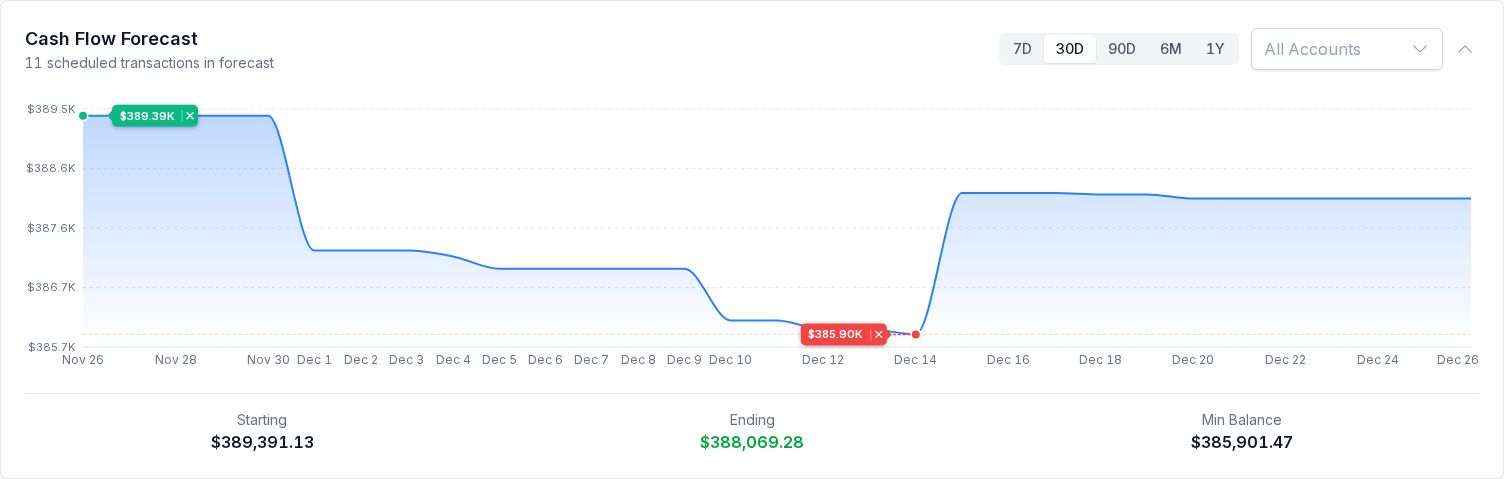 Cash Flow Forecast
11 scheduled transactions in forecast
7D 30D 90D 6M 1Y All Accounts
$389.5K
$389.39K ×
$388.6K
$387.6K
$386.7K
$385.90K ×
$385.7K
Nov 26 Nov 28 Nov 30 Dec 1 Dec 2 Dec 3 Dec 4 Dec 5 Dec 6 Dec 7 Dec 8 Dec 9 Dec 10 Dec 12 Dec 14 Dec 16 Dec 18 Dec 20 Dec 22 Dec 24 Dec 26
Starting Ending Min Balance
$389,391.13 $388,069.28 $385,901.47